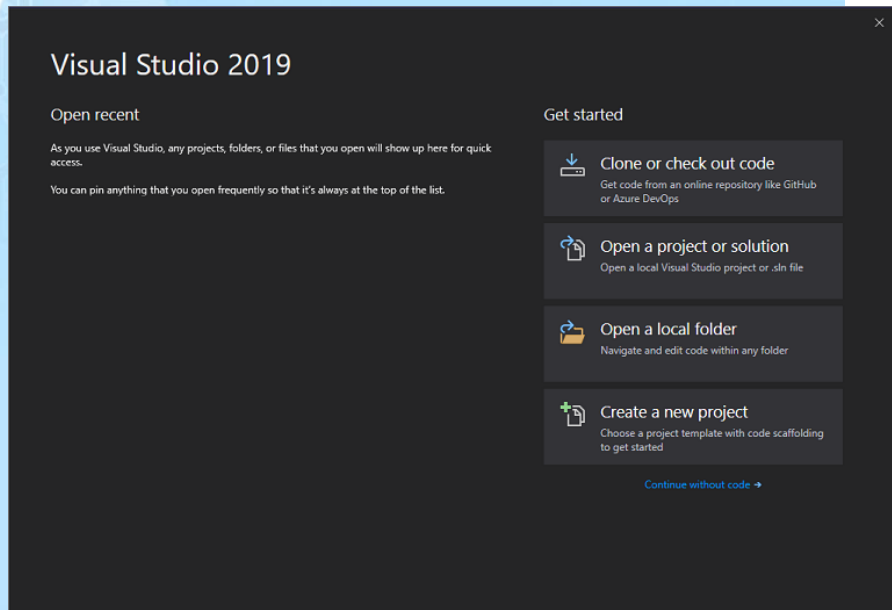 Visual Studio 2019
Open recent
As you use Visual Studio, any projects, folders, or files that you open will show up here for quick
access.
You can pin anything that you open frequently so that it's always at the top of the list.
Get started
Clone or check out code
Get code from an online repository like GitHub
or Azure DevOps
Open a project or solution
Open a local Visual Studio project or .sln file
Open a local folder
Navigate and edit code within any folder
Create a new project
Choose a project template with code scaffolding
to get started
Continue without code →